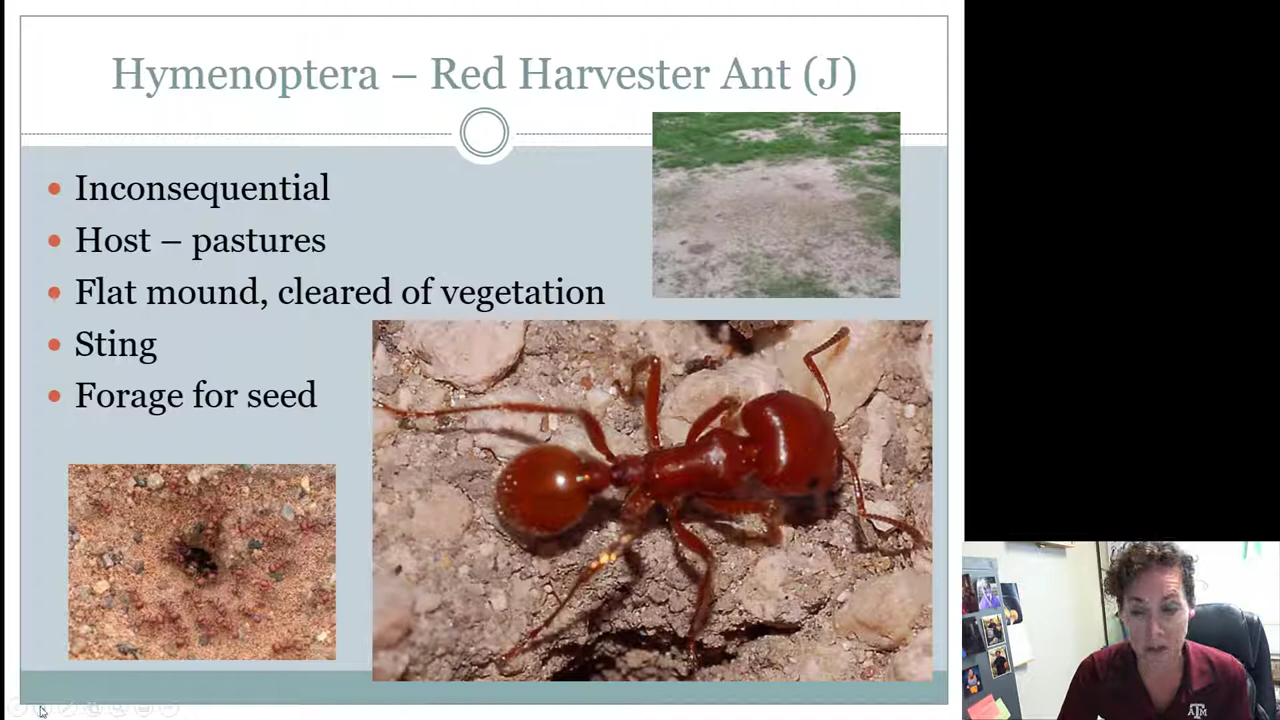 Hymenoptera – Red Harvester Ant (J)
Inconsequential
Host – pastures
Flat mound, cleared of vegetation
Sting
Forage for seed
A|M